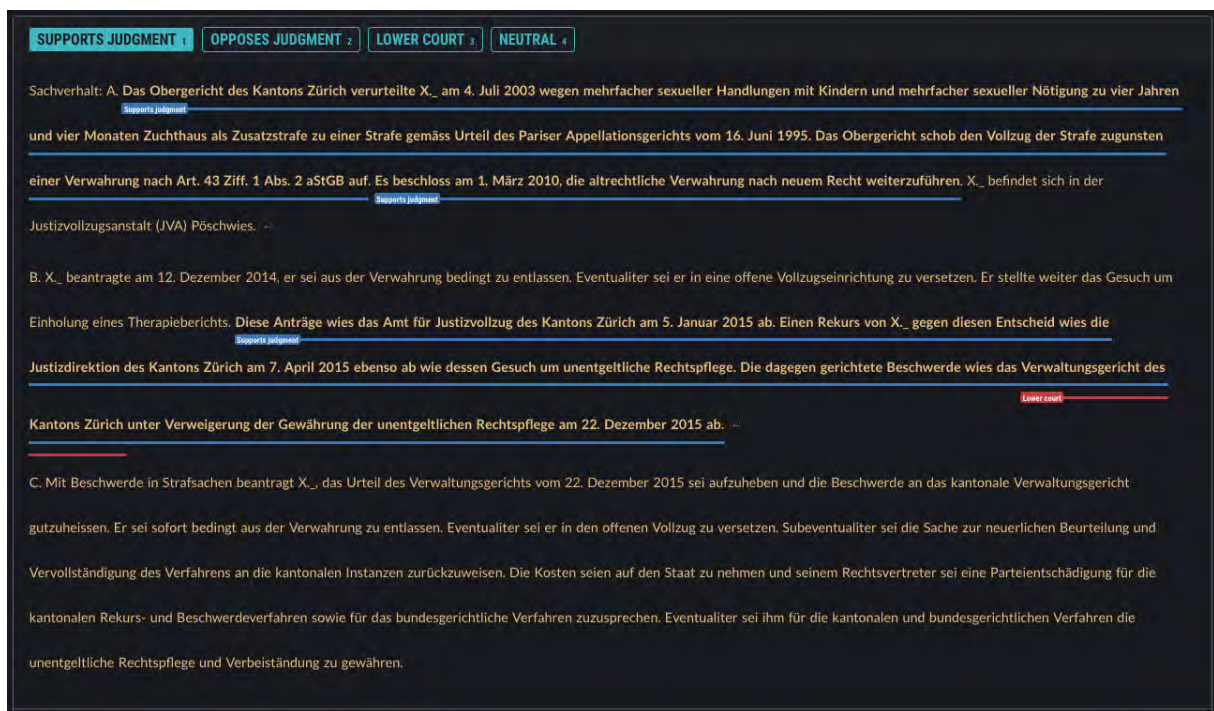 SUPPORTS JUDGMENT 1 OPPOSES JUDGMENT 2 LOWER COURT 3 NEUTRAL 4
Sachverhalt: A. Das Obergericht des Kantons Zürich verurteilte X._ am 4. Juli 2003 wegen mehrfacher sexueller Handlungen mit Kindern und mehrfacher sexueller Nötigung zu vier Jahren
Supports judgment
und vier Monaten Zuchthaus als Zusatzstrafe zu einer Strafe gemäss Urteil des Pariser Appellationsgerichts vom 16. Juni 1995. Das Obergericht schob den Vollzug der Strafe zugunsten
einer Verwahrung nach Art. 43 Ziff. 1 Abs. 2 aStGB auf. Es beschloss am 1. März 2010, die altrechtliche Verwahrung nach neuem Recht weiterzuführen. X._ befindet sich in der
Supports judgment
Justizvollzugsanstalt (JVA) Pöschwies.
B. X._ beantragte am 12. Dezember 2014, er sei aus der Verwahrung bedingt zu entlassen. Eventualiter sei er in eine offene Vollzugseinrichtung zu versetzen. Er stellte weiter das Gesuch um
Einholung eines Therapieberichts. Diese Anträge wies das Amt für Justizvollzug des Kantons Zürich am 5. Januar 2015 ab. Einen Rekurs von X._ gegen diesen Entscheid wies die
Supports judgment
Justizdirektion des Kantons Zürich am 7. April 2015 ebenso ab wie dessen Gesuch um unentgeltliche Rechtspflege. Die dagegen gerichtete Beschwerde wies das Verwaltungsgericht des
Lower court
Kantons Zürich unter Verweigerung der Gewährung der unentgeltlichen Rechtspflege am 22. Dezember 2015 ab.
C. Mit Beschwerde in Strafsachen beantragt X._, das Urteil des Verwaltungsgerichts vom 22. Dezember 2015 sei aufzuheben und die Beschwerde an das kantonale Verwaltungsgericht
gutzuheissen. Er sei sofort bedingt aus der Verwahrung zu entlassen. Eventualiter sei er in den offenen Vollzug zu versetzen. Subeventualiter sei die Sache zur neuerlichen Beurteilung und
Vervollständigung des Verfahrens an die kantonalen Instanzen zurückzuweisen. Die Kosten seien auf den Staat zu nehmen und seinem Rechtsvertreter sei eine Parteientschädigung für die
kantonalen Rekurs- und Beschwerdeverfahren sowie für das bundesgerichtliche Verfahren zuzusprechen. Eventualiter sei ihm für die kantonalen und bundesgerichtlichen Verfahren die
unentgeltliche Rechtspflege und Verbeiständung zu gewähren.